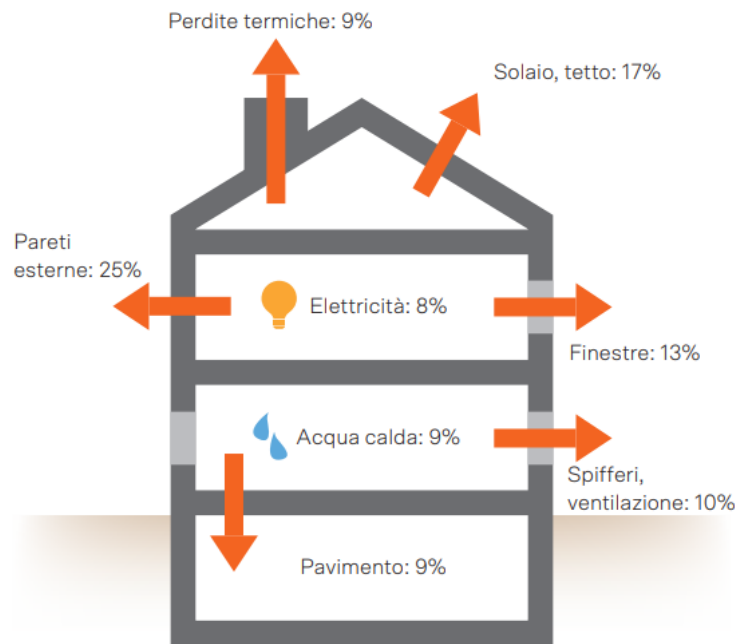 Perdite termiche: 9%
Solaio, tetto: 17%
Pareti
esterne: 25%
Elettricità: 8%
Finestre: 13%
Acqua calda: 9%
Spifferi,
ventilazione: 10%
Pavimento: 9%